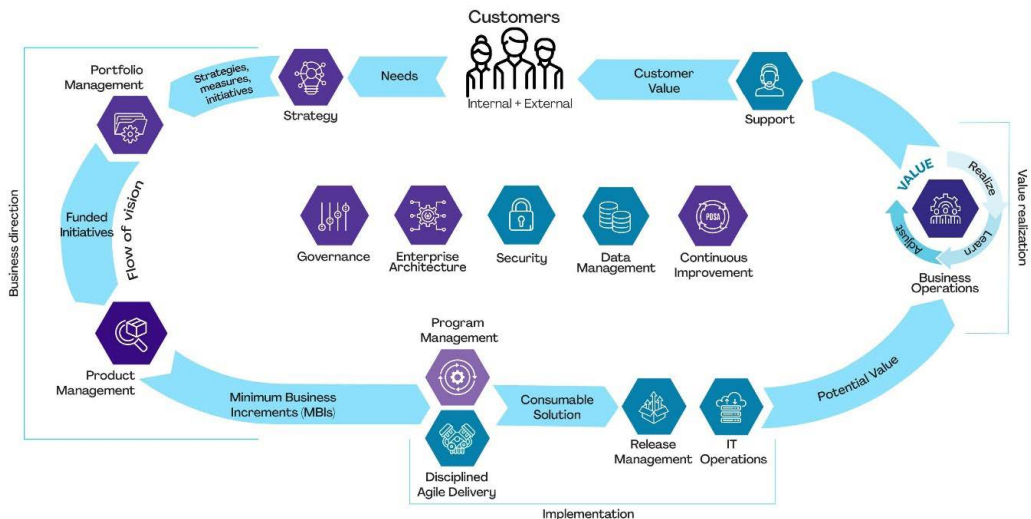 Customers
Internal + External
Needs
Strategy
Strategies,
measures,
initiatives
Portfolio
Management
Funded
Initiatives
Flow of vision
Business direction
Product
Management
Minimum Business
Increments (MBIs)
Program
Management
Disciplined
Agile Delivery
Consumable
Solution
Release
Management
IT
Operations
Implementation
Potential Value
Business
Operations
VALUE
Realize
Learn
Adjust
Value realization
Support
Customer
Value
Governance
Enterprise
Architecture
Security
Data
Management
PDSA
Continuous
Improvement